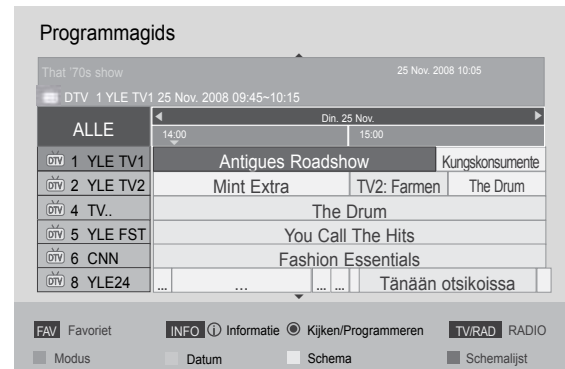 Programmagids
That '70s show 25 Nov. 2008 10:05
DTV 1 YLE TV1 25 Nov. 2008 09:45~10:15
ALLE Din. 25 Nov.
14:00 15:00
DTV 1 YLE TV1 Antigues Roadshow Kungskonsumente
DTV 2 YLE TV2 Mint Extra TV2: Farmen The Drum
DTV 4 TV.. The Drum
DTV 5 YLE FST You Call The Hits
DTV 6 CNN Fashion Essentials
DTV 8 YLE24 ... ... ... ... Tänään otsikoissa
FAV Favoriet INFO i Informatie Kijken/Programmeren TV/RAD RADIO
Modus Datum Schema Schemalijst